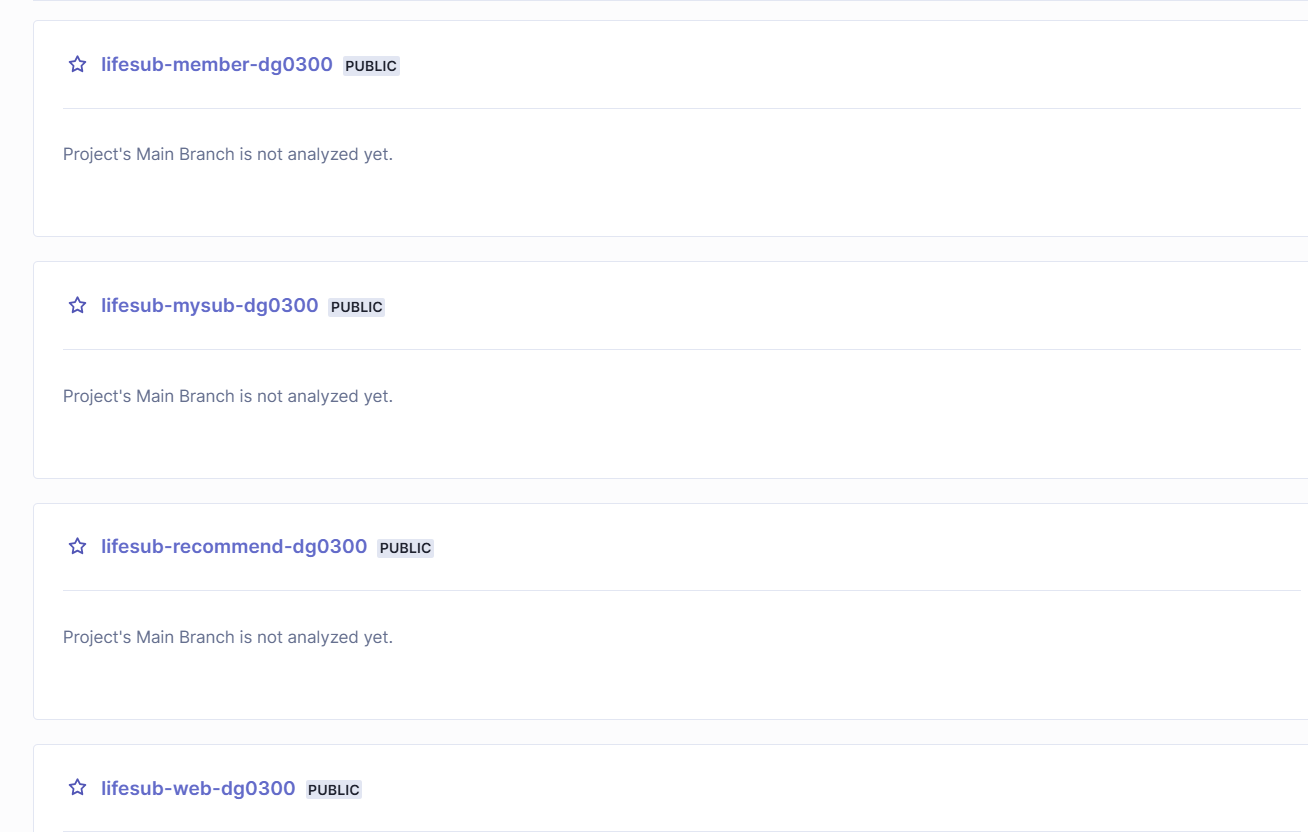 lifesub-member-dg0300 PUBLIC
Project's Main Branch is not analyzed yet.
lifesub-mysub-dg0300 PUBLIC
Project's Main Branch is not analyzed yet.
lifesub-recommend-dg0300 PUBLIC
Project's Main Branch is not analyzed yet.
lifesub-web-dg0300 PUBLIC